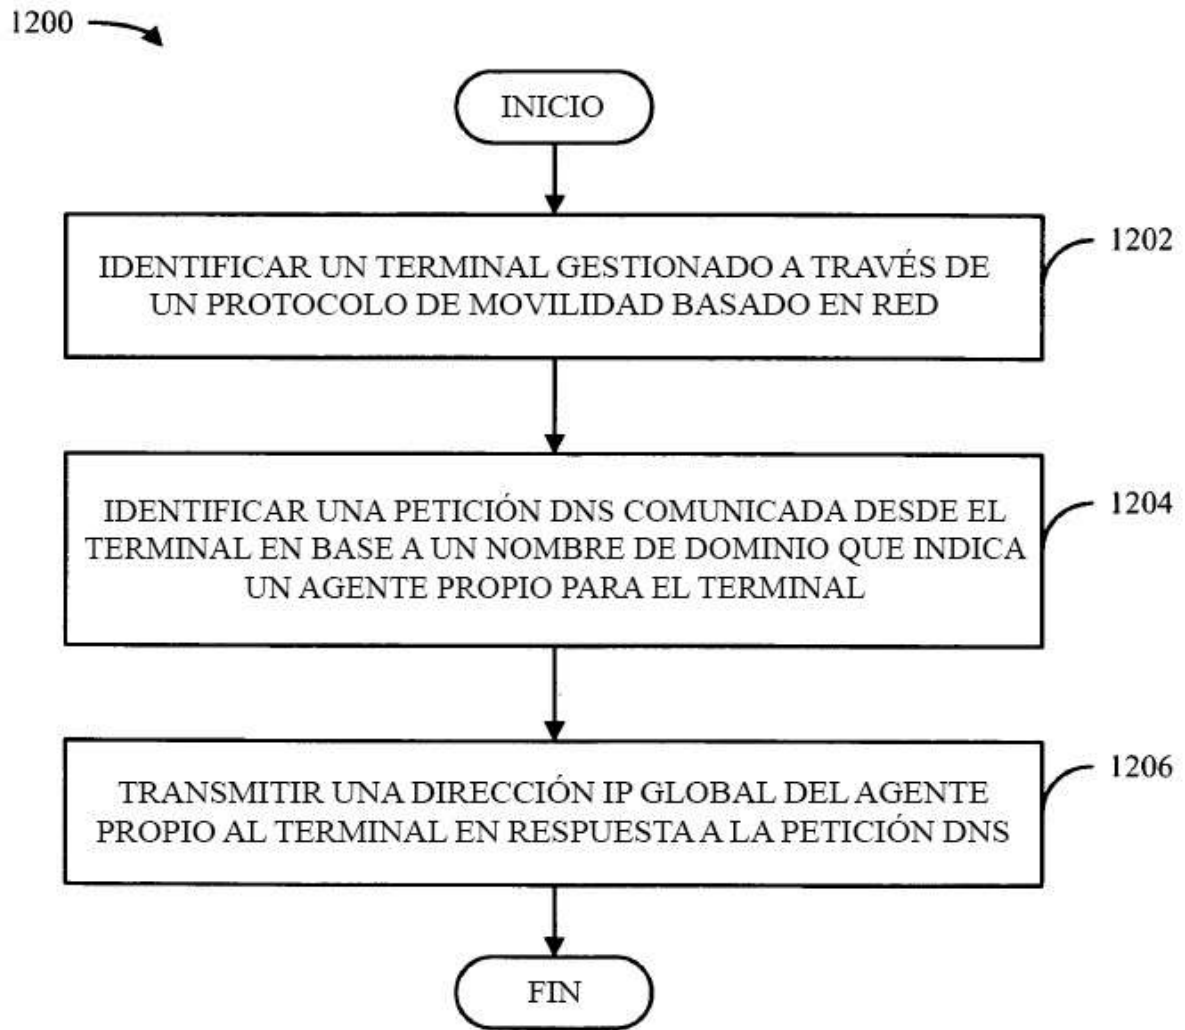 1200
INICIO
1202
IDENTIFICAR UN TERMINAL GESTIONADO A TRAVÉS DE
UN PROTOCOLO DE MOVILIDAD BASADO EN RED
1204
IDENTIFICAR UNA PETICIÓN DNS COMUNICADA DESDE EL
TERMINAL EN BASE A UN NOMBRE DE DOMINIO QUE INDICA
UN AGENTE PROPIO PARA EL TERMINAL
1206
TRANSMITIR UNA DIRECCIÓN IP GLOBAL DEL AGENTE
PROPIO AL TERMINAL EN RESPUESTA A LA PETICIÓN DNS
FIN